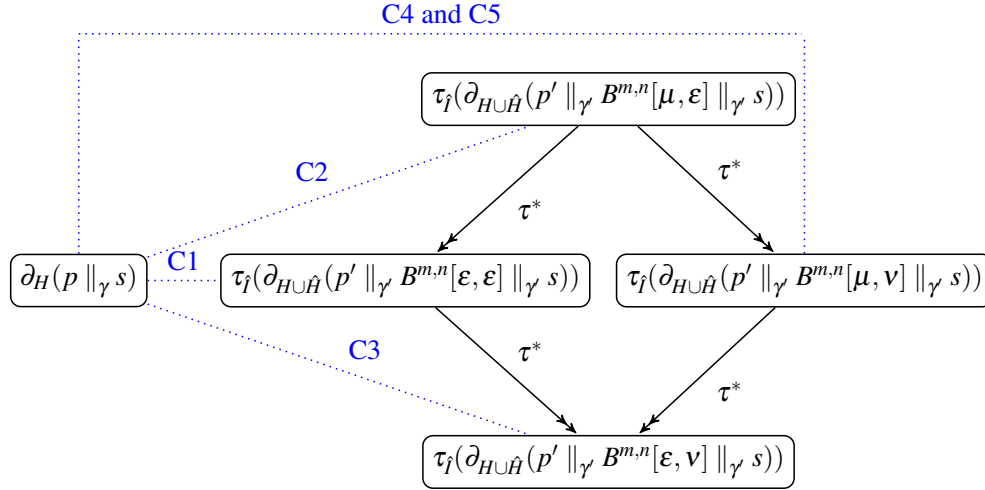 C4 and C5
τ_Î(∂_{H∪Ĥ}(p′ ∥_{γ′} B^{m,n}[μ, ε] ∥_{γ′} s))
C2
τ*
τ*
∂_H(p ∥_γ s)
C1
τ_Î(∂_{H∪Ĥ}(p′ ∥_{γ′} B^{m,n}[ε, ε] ∥_{γ′} s))
τ_Î(∂_{H∪Ĥ}(p′ ∥_{γ′} B^{m,n}[μ, ν] ∥_{γ′} s))
C3
τ*
τ*
τ_Î(∂_{H∪Ĥ}(p′ ∥_{γ′} B^{m,n}[ε, ν] ∥_{γ′} s))